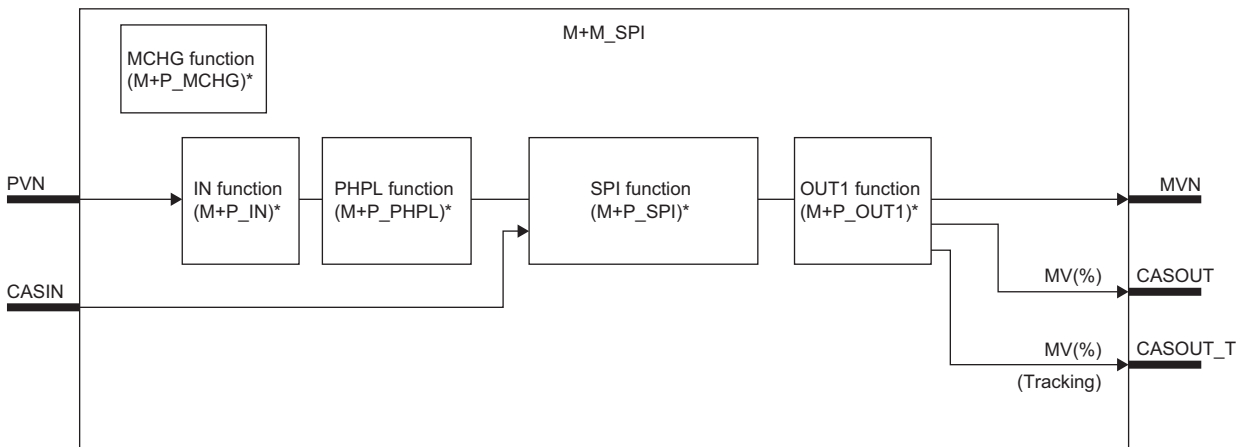 M+M_SPI
MCHG function
(M+P_MCHG)*
PVN
IN function
(M+P_IN)*
PHPL function
(M+P_PHPL)*
SPI function
(M+P_SPI)*
OUT1 function
(M+P_OUT1)*
MVN
CASIN
MV(%)
CASOUT
MV(%)
CASOUT_T
(Tracking)